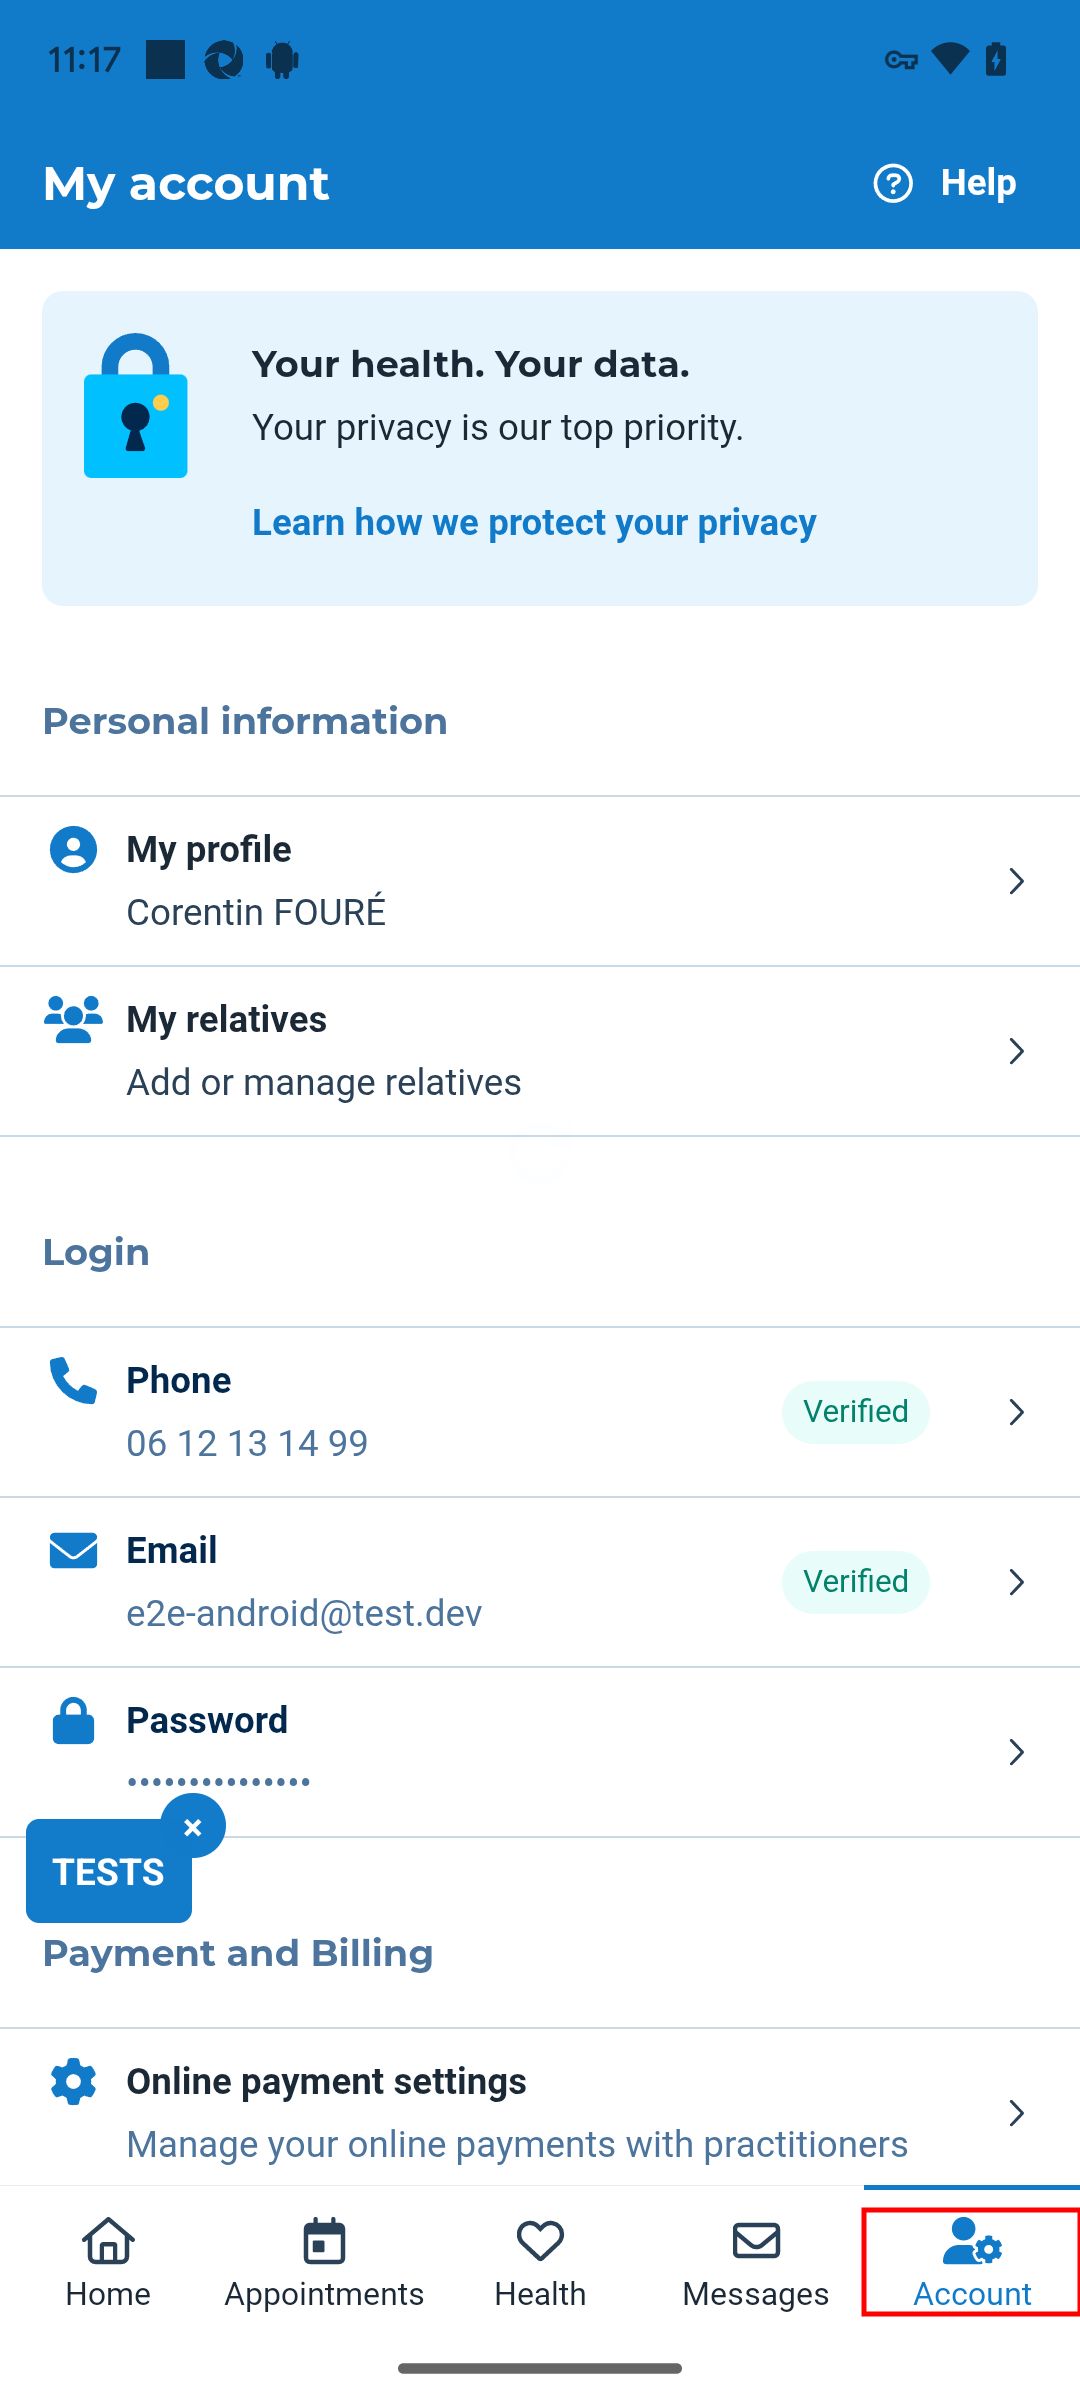 11:17
My account
Help
Your health. Your data.
Your privacy is our top priority.
Learn how we protect your privacy
Personal information
My profile
Corentin FOURÉ
My relatives
Add or manage relatives
Login
Phone
06 12 13 14 99
Verified
Email
e2e-android@test.dev
Verified
Password
•••••••••••••••
TESTS
×
Payment and Billing
Online payment settings
Manage your online payments with practitioners
Home
Appointments
Health
Messages
Account